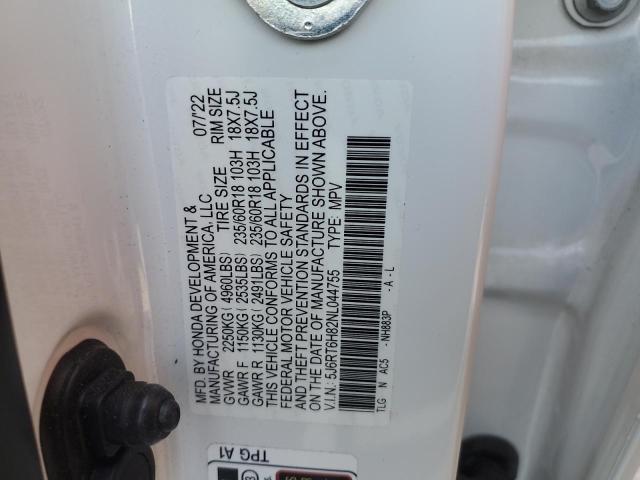 MFD. BY HONDA DEVELOPMENT & 07/'22
MANUFACTURING OF AMERICA, LLC
TIRE SIZE RIM SIZE
GVWR 2250KG ( 4960LBS)
GAWR F 1150KG ( 2535LBS) 235/60R18 103H 18X7.5J
GAWR R 1130KG ( 2491LBS) 235/60R18 103H 18X7.5J
THIS VEHICLE CONFORMS TO ALL APPLICABLE
FEDERAL MOTOR VEHICLE SAFETY
AND THEFT PREVENTION STANDARDS IN EFFECT
ON THE DATE OF MANUFACTURE SHOWN ABOVE.
V.I.N.: 5J6RT6H82NL044755 TYPE: MPV
TLG N AC5 -NH883P -A -L
TPG A1